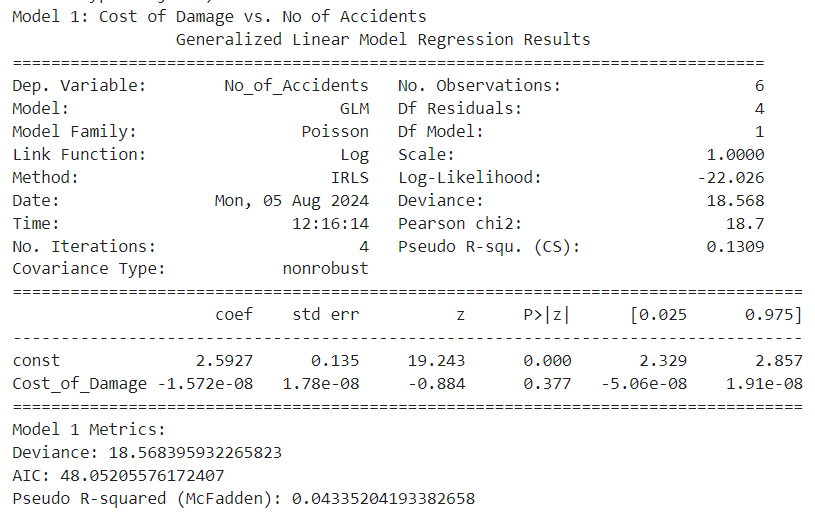 Model 1: Cost of Damage vs. No of Accidents
Generalized Linear Model Regression Results
==============================================================================
Dep. Variable: No_of_Accidents No. Observations: 6
Model: GLM Df Residuals: 4
Model Family: Poisson Df Model: 1
Link Function: Log Scale: 1.0000
Method: IRLS Log-Likelihood: -22.026
Date: Mon, 05 Aug 2024 Deviance: 18.568
Time: 12:16:14 Pearson chi2: 18.7
No. Iterations: 4 Pseudo R-squ. (CS): 0.1309
Covariance Type: nonrobust
==================================================================================
coef std err z P>|z| [0.025 0.975]
----------------------------------------------------------------------------------
const 2.5927 0.135 19.243 0.000 2.329 2.857
Cost_of_Damage -1.572e-08 1.78e-08 -0.884 0.377 -5.06e-08 1.91e-08
==================================================================================
Model 1 Metrics:
Deviance: 18.568395932265823
AIC: 48.05205576172407
Pseudo R-squared (McFadden): 0.04335204193382658